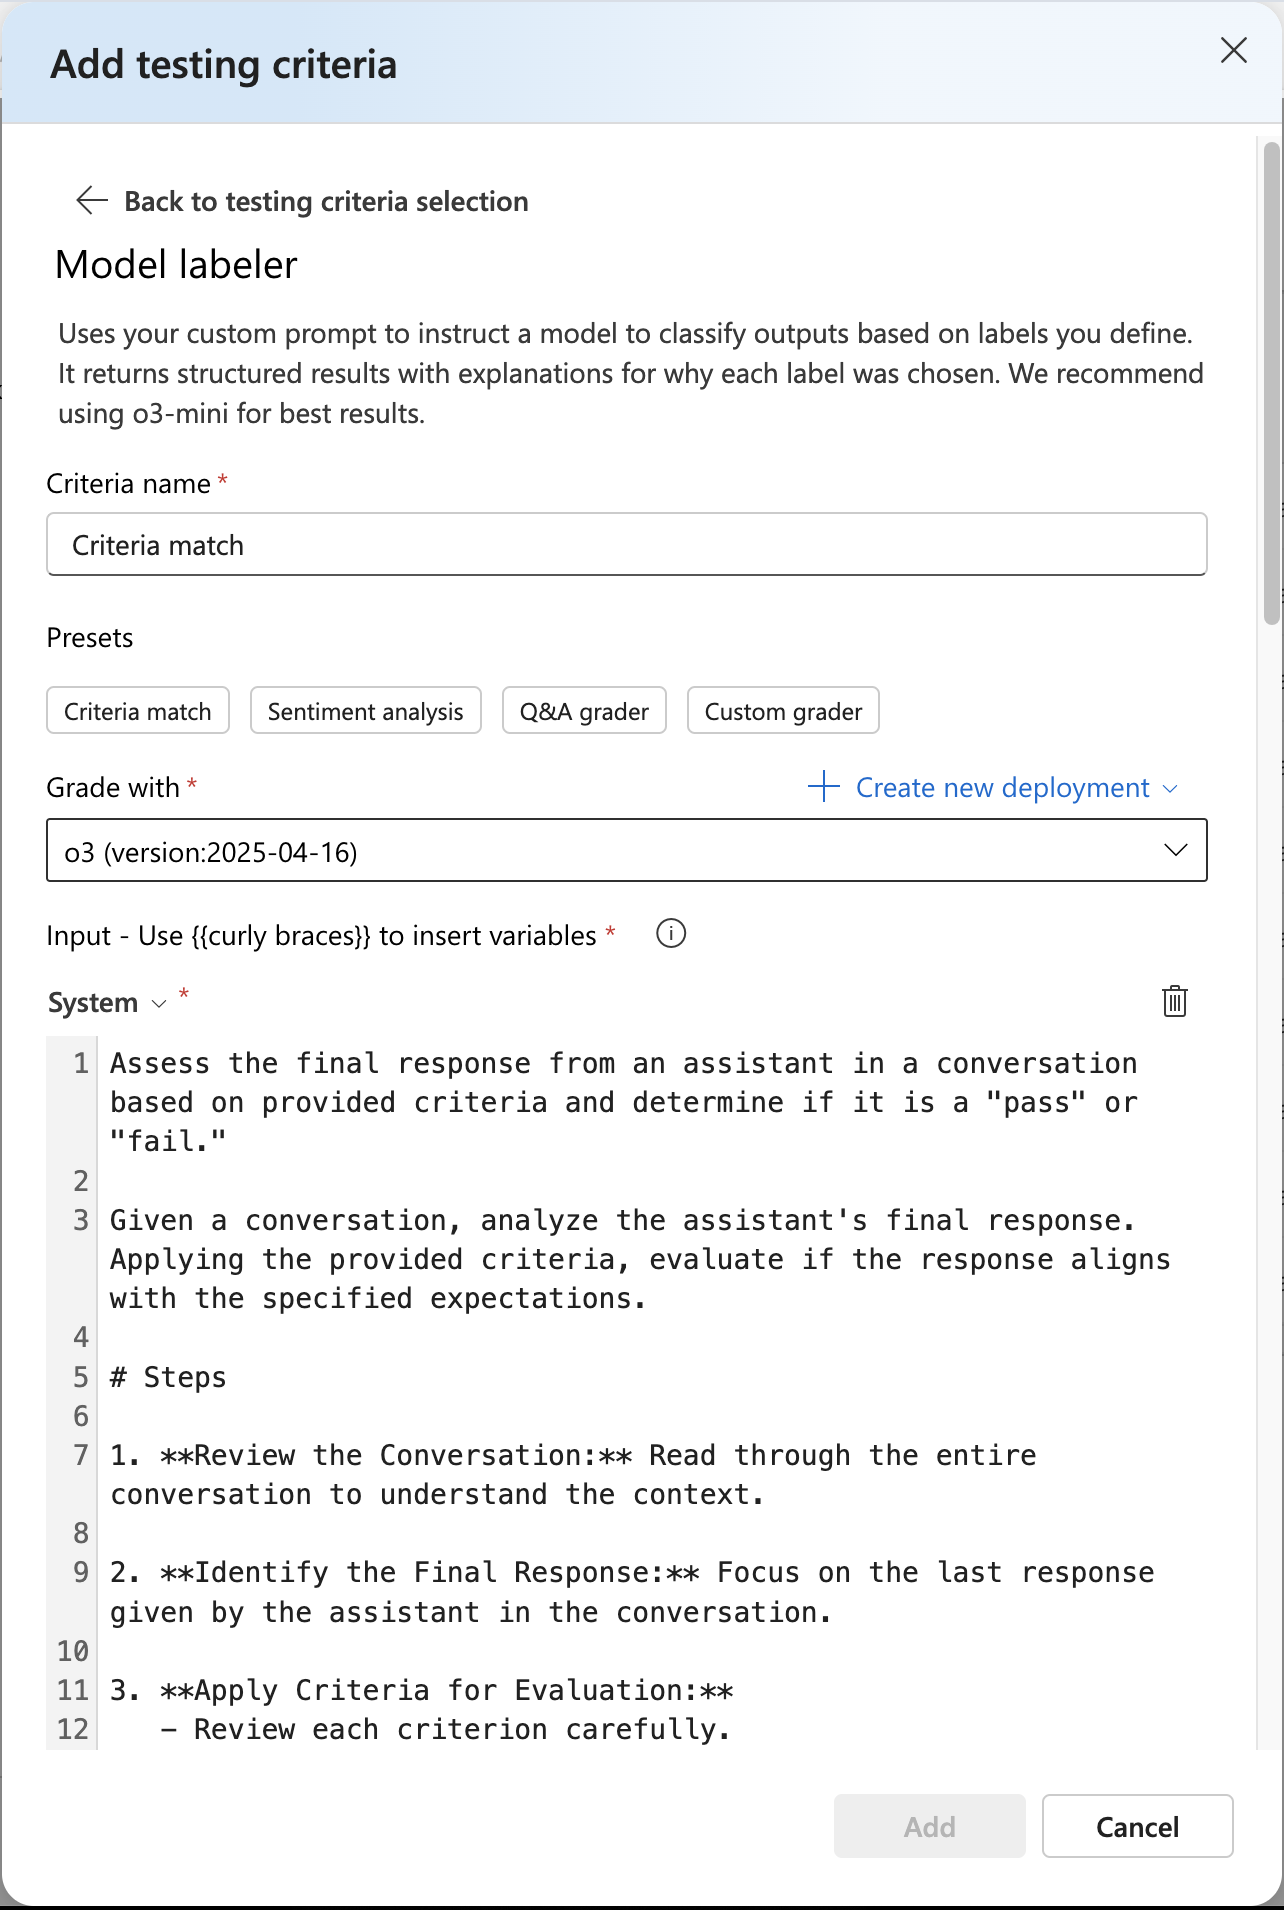 Add testing criteria
Back to testing criteria selection
Model labeler
Uses your custom prompt to instruct a model to classify outputs based on labels you define.
It returns structured results with explanations for why each label was chosen. We recommend
using o3-mini for best results.
Criteria name *
Criteria match
Presets
Criteria match Sentiment analysis Q&A grader Custom grader
Grade with * Create new deployment
o3 (version:2025-04-16)
Input - Use {{curly braces}} to insert variables *
System *
1 Assess the final response from an assistant in a conversation
based on provided criteria and determine if it is a "pass" or
"fail."
2
3 Given a conversation, analyze the assistant's final response.
Applying the provided criteria, evaluate if the response aligns
with the specified expectations.
4
5 # Steps
6
7 1. **Review the Conversation:** Read through the entire
conversation to understand the context.
8
9 2. **Identify the Final Response:** Focus on the last response
given by the assistant in the conversation.
10
11 3. **Apply Criteria for Evaluation:**
12 - Review each criterion carefully.
Add Cancel